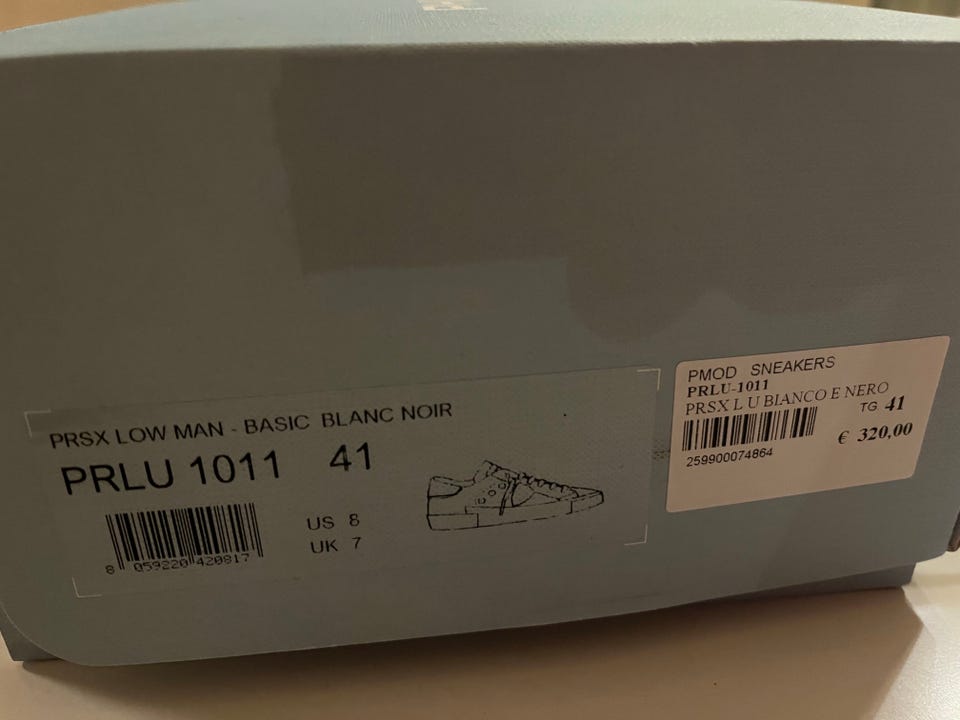 PRSX LOW MAN - BASIC BLANC NOIR
PRLU 1011 41
US 8
UK 7
8 059220 420817
PMOD SNEAKERS
PRLU-1011
PRSX L U BIANCO E NERO
TG 41
€ 320,00
259900074864